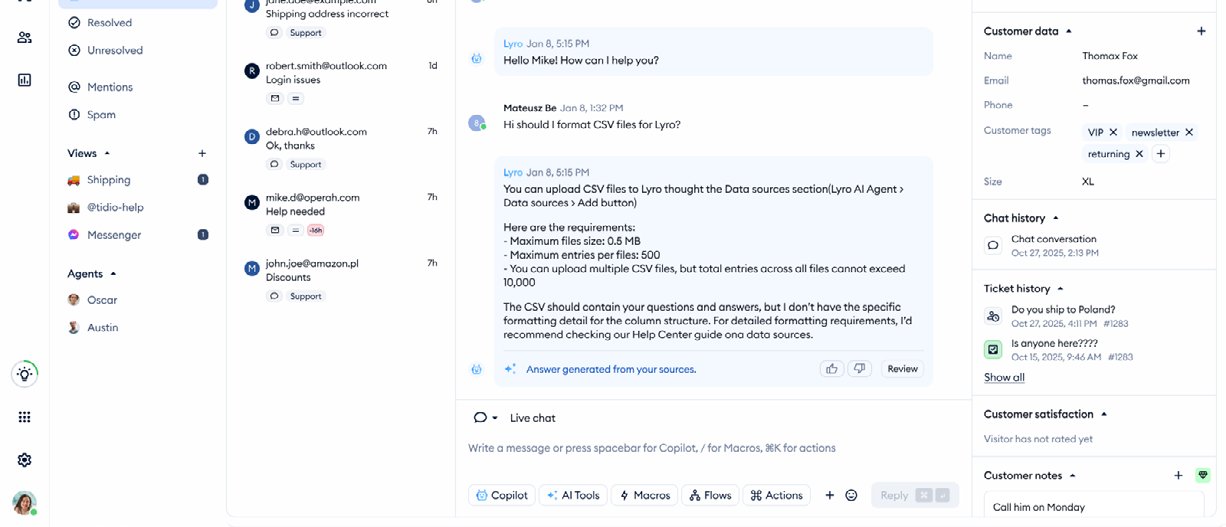 Resolved
Unresolved
Mentions
Spam
Views
Shipping 1
@tidio-help
Messenger 1
Agents
Oscar
Austin
J jane.doe@example.com
Shipping address incorrect
Support
R robert.smith@outlook.com 1d
Login issues
D debra.h@outlook.com 7h
Ok, thanks
Support
M mike.d@operah.com 7h
Help needed
-16h
M john.joe@amazon.pl 7h
Discounts
Support
Lyro Jan 8, 5:15 PM
Hello Mike! How can I help you?
Mateusz Be Jan 8, 1:32 PM
Hi should I format CSV files for Lyro?
Lyro Jan 8, 5:15 PM
You can upload CSV files to Lyro thought the Data sources section(Lyro AI Agent >
Data sources > Add button)
Here are the requirements:
- Maximum files size: 0.5 MB
- Maximum entries per files: 500
- You can upload multiple CSV files, but total entries across all files cannot exceed
10,000
The CSV should contain your questions and answers, but I don't have the specific
formatting detail for the column structure. For detailed formatting requirements, I'd
recommend checking our Help Center guide ona data sources.
Answer generated from your sources.
Review
Live chat
Write a message or press spacebar for Copilot, / for Macros, ⌘K for actions
Copilot AI Tools Macros Flows Actions Reply
Customer data
Name Thomax Fox
Email thomas.fox@gmail.com
Phone –
Customer tags VIP newsletter
returning
Size XL
Chat history
Chat conversation
Oct 27, 2025, 2:13 PM
Ticket history
Do you ship to Poland?
Oct 27, 2025, 4:11 PM #1283
Is anyone here????
Oct 15, 2025, 9:46 AM #1283
Show all
Customer satisfaction
Visitor has not rated yet
Customer notes
Call him on Monday